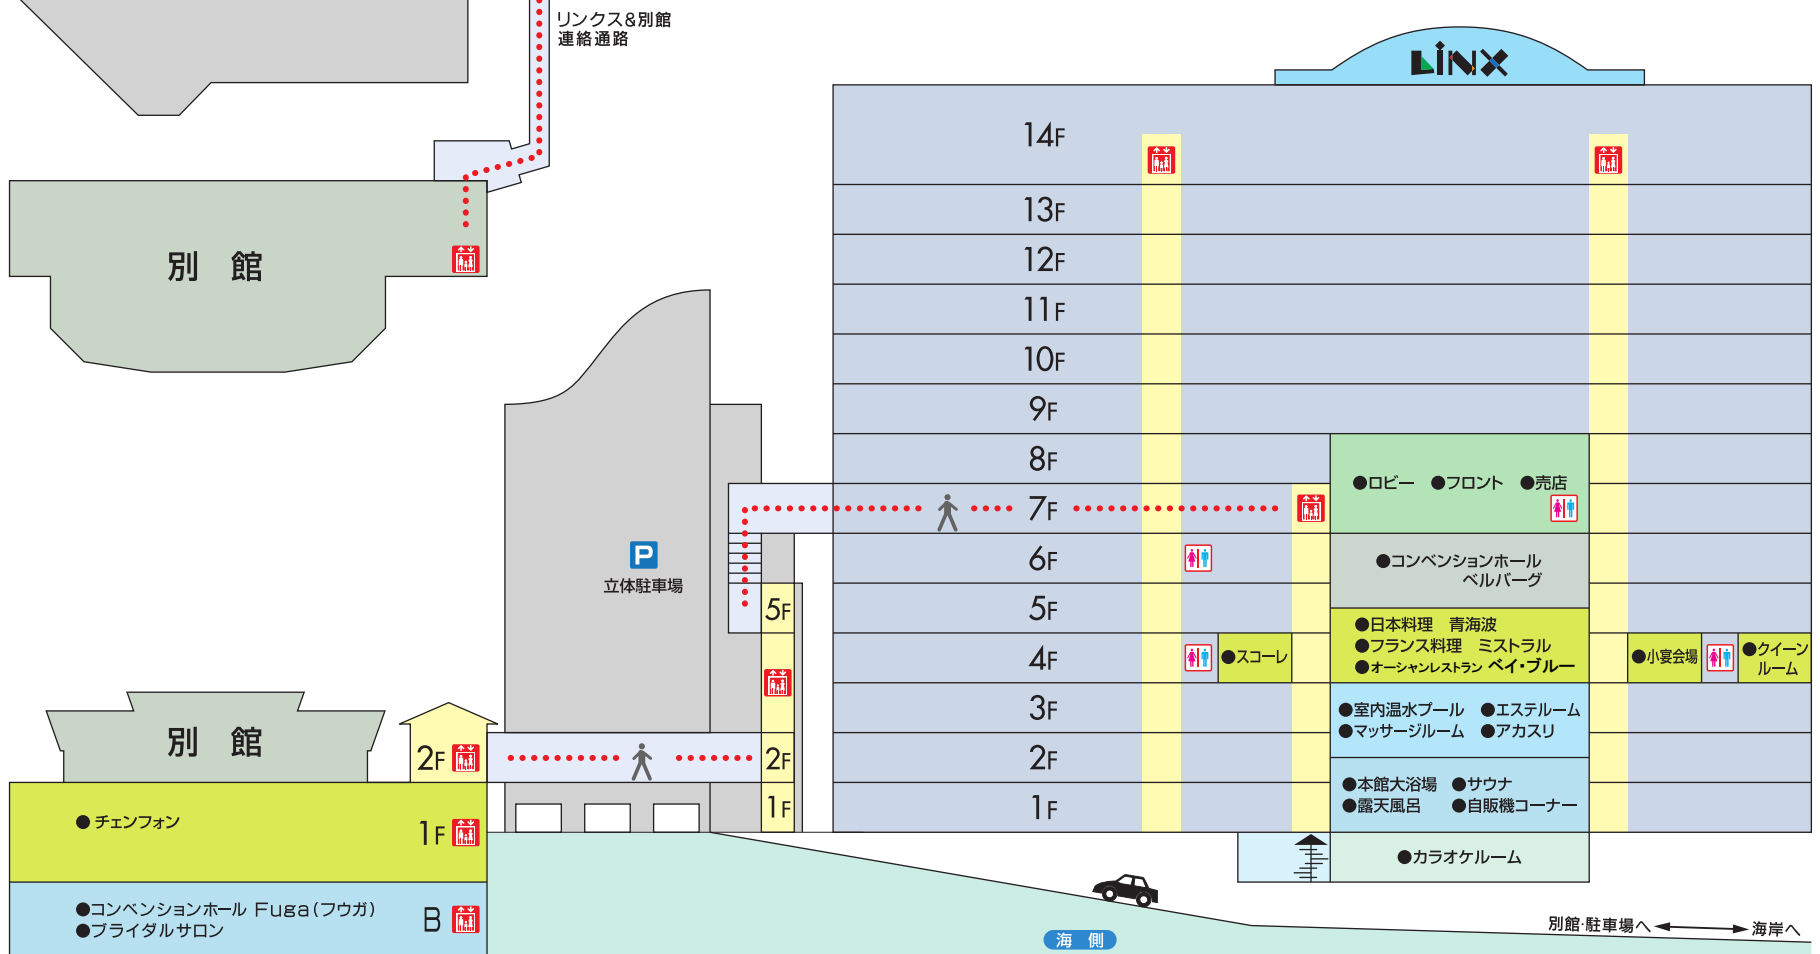 リンクス&別館
連絡通路
LiNX
14F
13F
12F
11F
10F
9F
8F
●ロビー ●フロント ●売店
7F
6F
●コンベンションホール
ベルバーグ
5F
●日本料理 青海波
●フランス料理 ミストラル
●オーシャンレストラン ベイ・ブルー
4F
●スコーレ
●小宴会場
●クイーン
ルーム
3F
●室内温水プール ●エステルーム
●マッサージルーム ●アカスリ
2F
●本館大浴場 ●サウナ
●露天風呂 ●自販機コーナー
1F
●カラオケルーム
別 館
P
立体駐車場
5F
2F
1F
別 館
2F
● チェンフォン
1F
●コンベンションホール Fuga(フウガ)
●ブライダルサロン
B
海 側
別館・駐車場へ
海岸へ